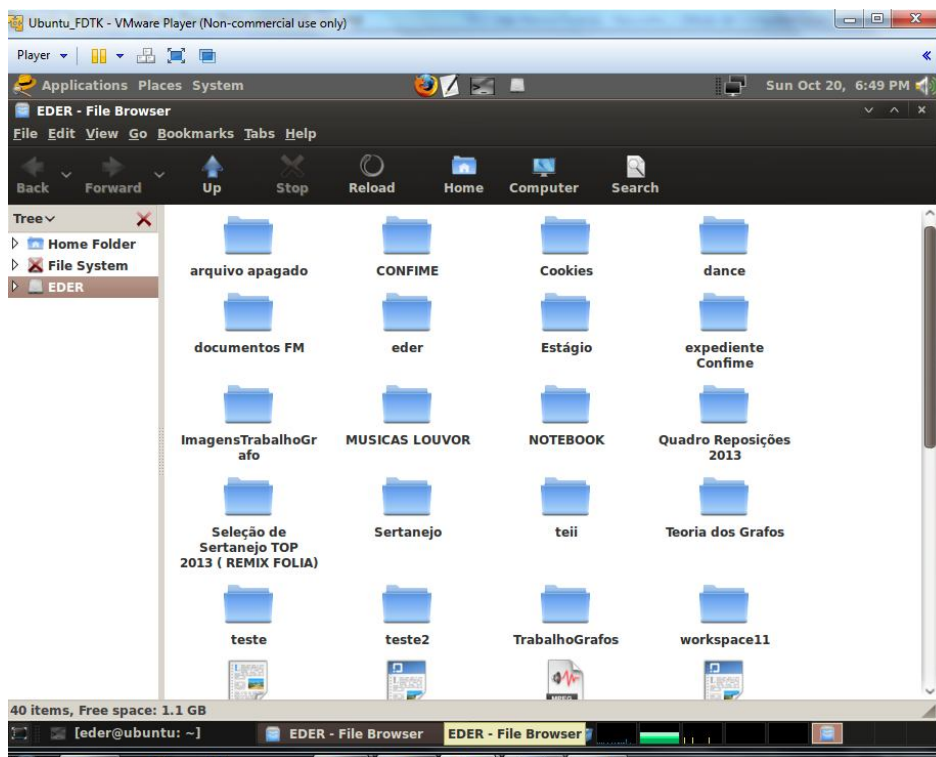 Ubuntu_FDTK - VMware Player (Non-commercial use only)
Player
Applications Places System
Sun Oct 20, 6:49 PM
EDER - File Browser
File Edit View Go Bookmarks Tabs Help
Back Forward Up Stop Reload Home Computer Search
Tree
Home Folder
File System
EDER
arquivo apagado
CONFIME
Cookies
dance
documentos FM
eder
Estágio
expediente
Confime
ImagensTrabalhoGr
afo
MUSICAS LOUVOR
NOTEBOOK
Quadro Reposições
2013
Seleção de
Sertanejo TOP
2013 ( REMIX FOLIA)
Sertanejo
teii
Teoria dos Grafos
teste
teste2
TrabalhoGrafos
workspace11
40 items, Free space: 1.1 GB
[eder@ubuntu: ~]
EDER - File Browser
EDER - File Browser